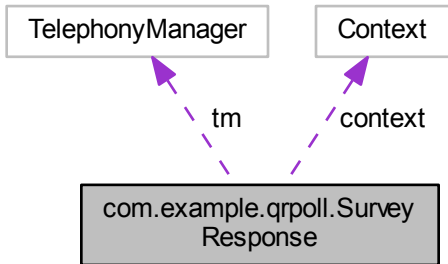 TelephonyManager
Context
tm
context
com.example.qrpoll.Survey
Response